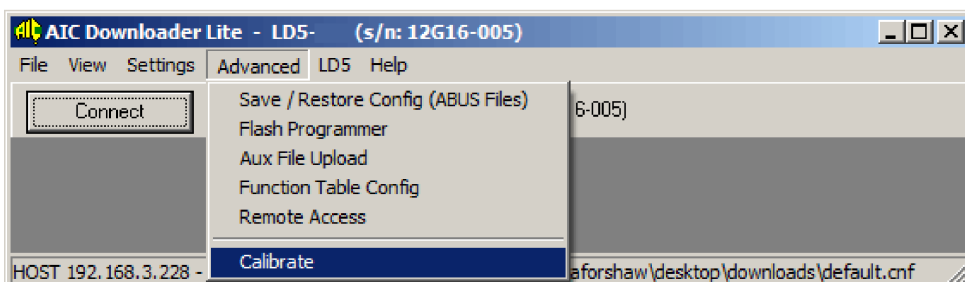 AIC Downloader Lite - LD5- (s/n: 12G16-005)
File View Settings Advanced LD5 Help
Connect
6-005)
Save / Restore Config (ABUS Files)
Flash Programmer
Aux File Upload
Function Table Config
Remote Access
Calibrate
HOST 192.168.3.228 - aforshaw\desktop\downloads\default.cnf